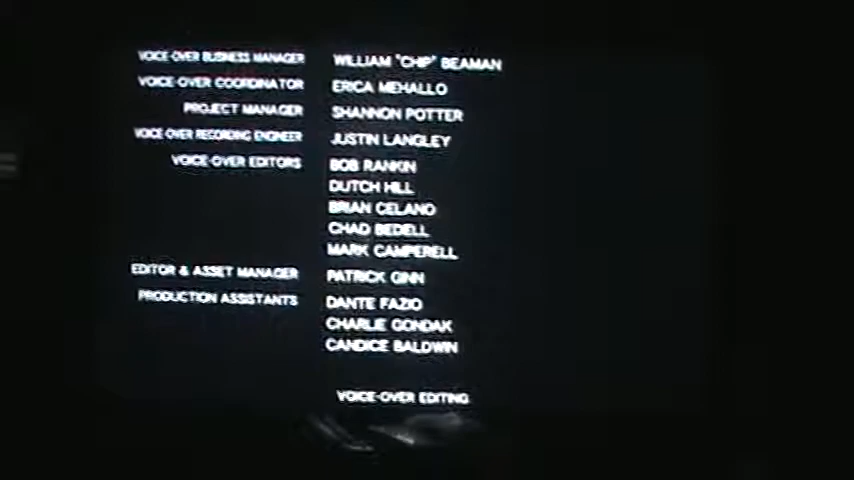 VOICE-OVER BUSINESS MANAGER WILLIAM "CHIP" BEAMAN
VOICE-OVER COORDINATOR ERICA MEHALLO
PROJECT MANAGER SHANNON POTTER
VOICE-OVER RECORDING ENGINEER JUSTIN LANGLEY
VOICE-OVER EDITORS BOB RANKIN
DUTCH HILL
BRIAN CELANO
CHAD BEDELL
MARK CAMPERELL
EDITOR & ASSET MANAGER PATRICK GINN
PRODUCTION ASSISTANTS DANTE FAZIO
CHARLIE GONDAK
CANDICE BALDWIN
VOICE-OVER EDITING